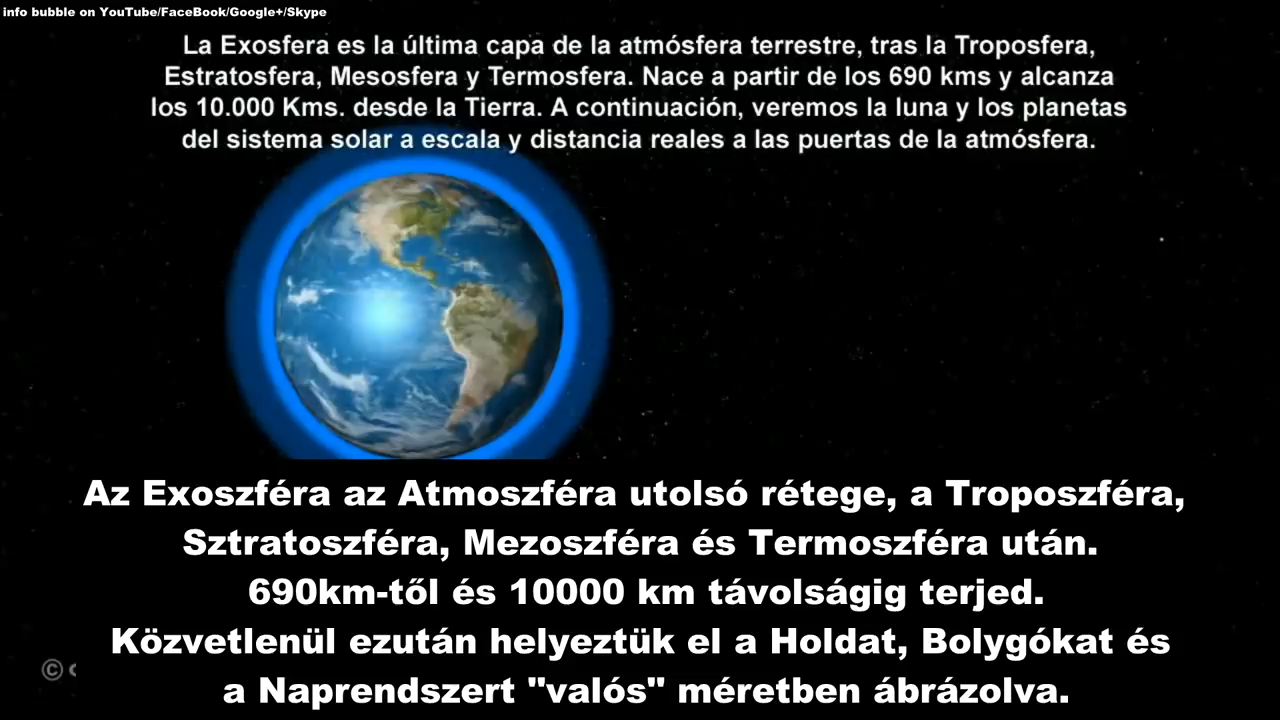 info bubble on YouTube/FaceBook/Google+/Skype
La Exosfera es la última capa de la atmósfera terrestre, tras la Troposfera,
Estratosfera, Mesosfera y Termosfera. Nace a partir de los 690 kms y alcanza
los 10.000 Kms. desde la Tierra. A continuación, veremos la luna y los planetas
del sistema solar a escala y distancia reales a las puertas de la atmósfera.
Az Exoszféra az Atmoszféra utolsó rétege, a Troposzféra,
Sztratoszféra, Mezoszféra és Termoszféra után.
690km-től és 10000 km távolságig terjed.
Közvetlenül ezután helyeztük el a Holdat, Bolygókat és
a Naprendszert "valós" méretben ábrázolva.
©